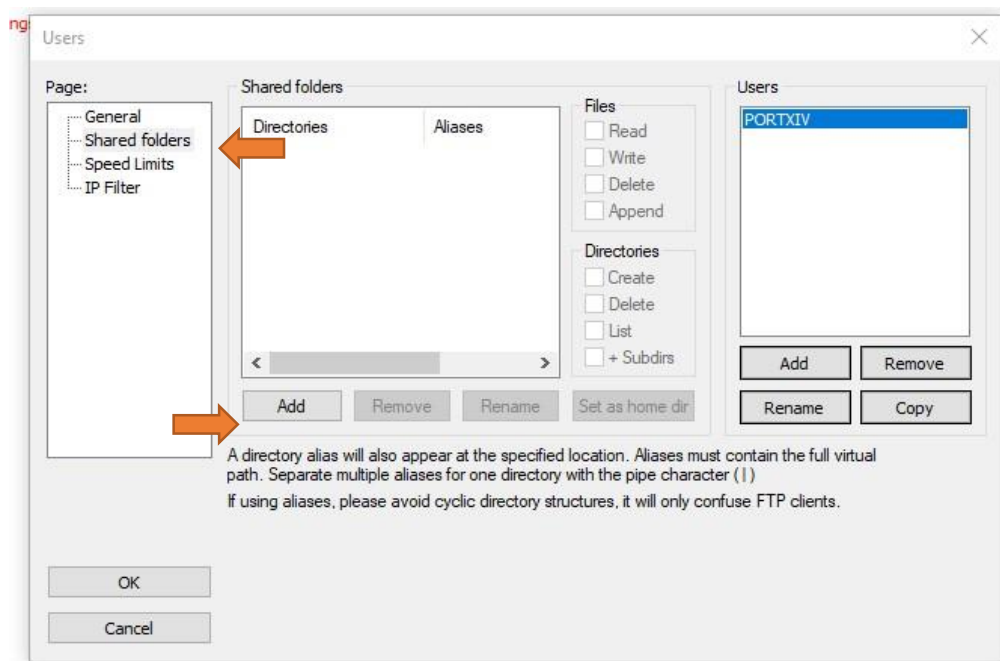 ng
Users
Page:
General
Shared folders
Speed Limits
IP Filter
Shared folders
Directories Aliases
Files
Read
Write
Delete
Append
Directories
Create
Delete
List
+ Subdirs
Add Remove Rename Set as home dir
Users
PORTXIV
Add Remove
Rename Copy
A directory alias will also appear at the specified location. Aliases must contain the full virtual
path. Separate multiple aliases for one directory with the pipe character (|)
If using aliases, please avoid cyclic directory structures, it will only confuse FTP clients.
OK
Cancel